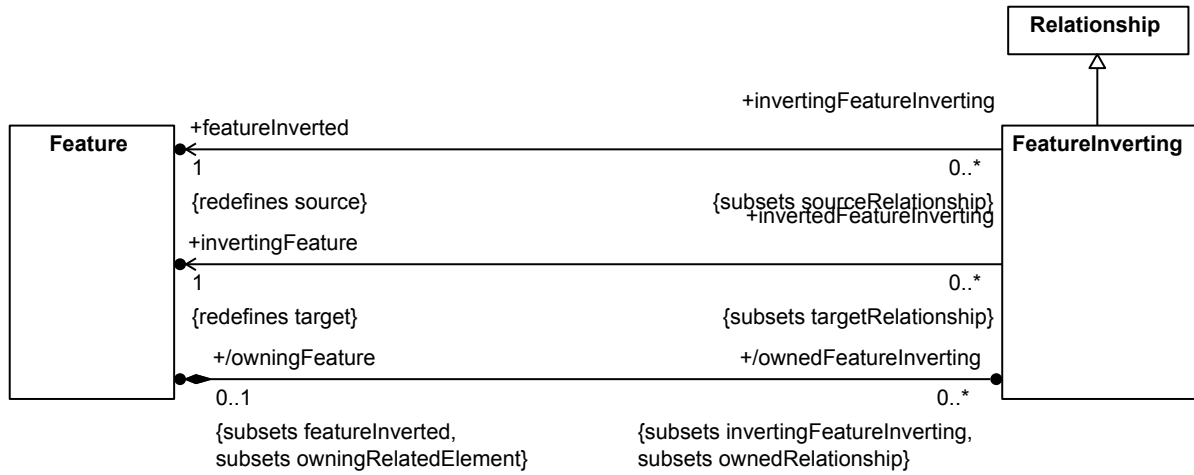 Relationship
+invertingFeatureInverting
+featureInverted
Feature
FeatureInverting
1
0..*
{redefines source}
{subsets sourceRelationship}
+invertedFeatureInverting
+invertingFeature
1
0..*
{redefines target}
{subsets targetRelationship}
+/owningFeature
+/ownedFeatureInverting
0..1
0..*
{subsets featureInverted,
subsets owningRelatedElement}
{subsets invertingFeatureInverting,
subsets ownedRelationship}